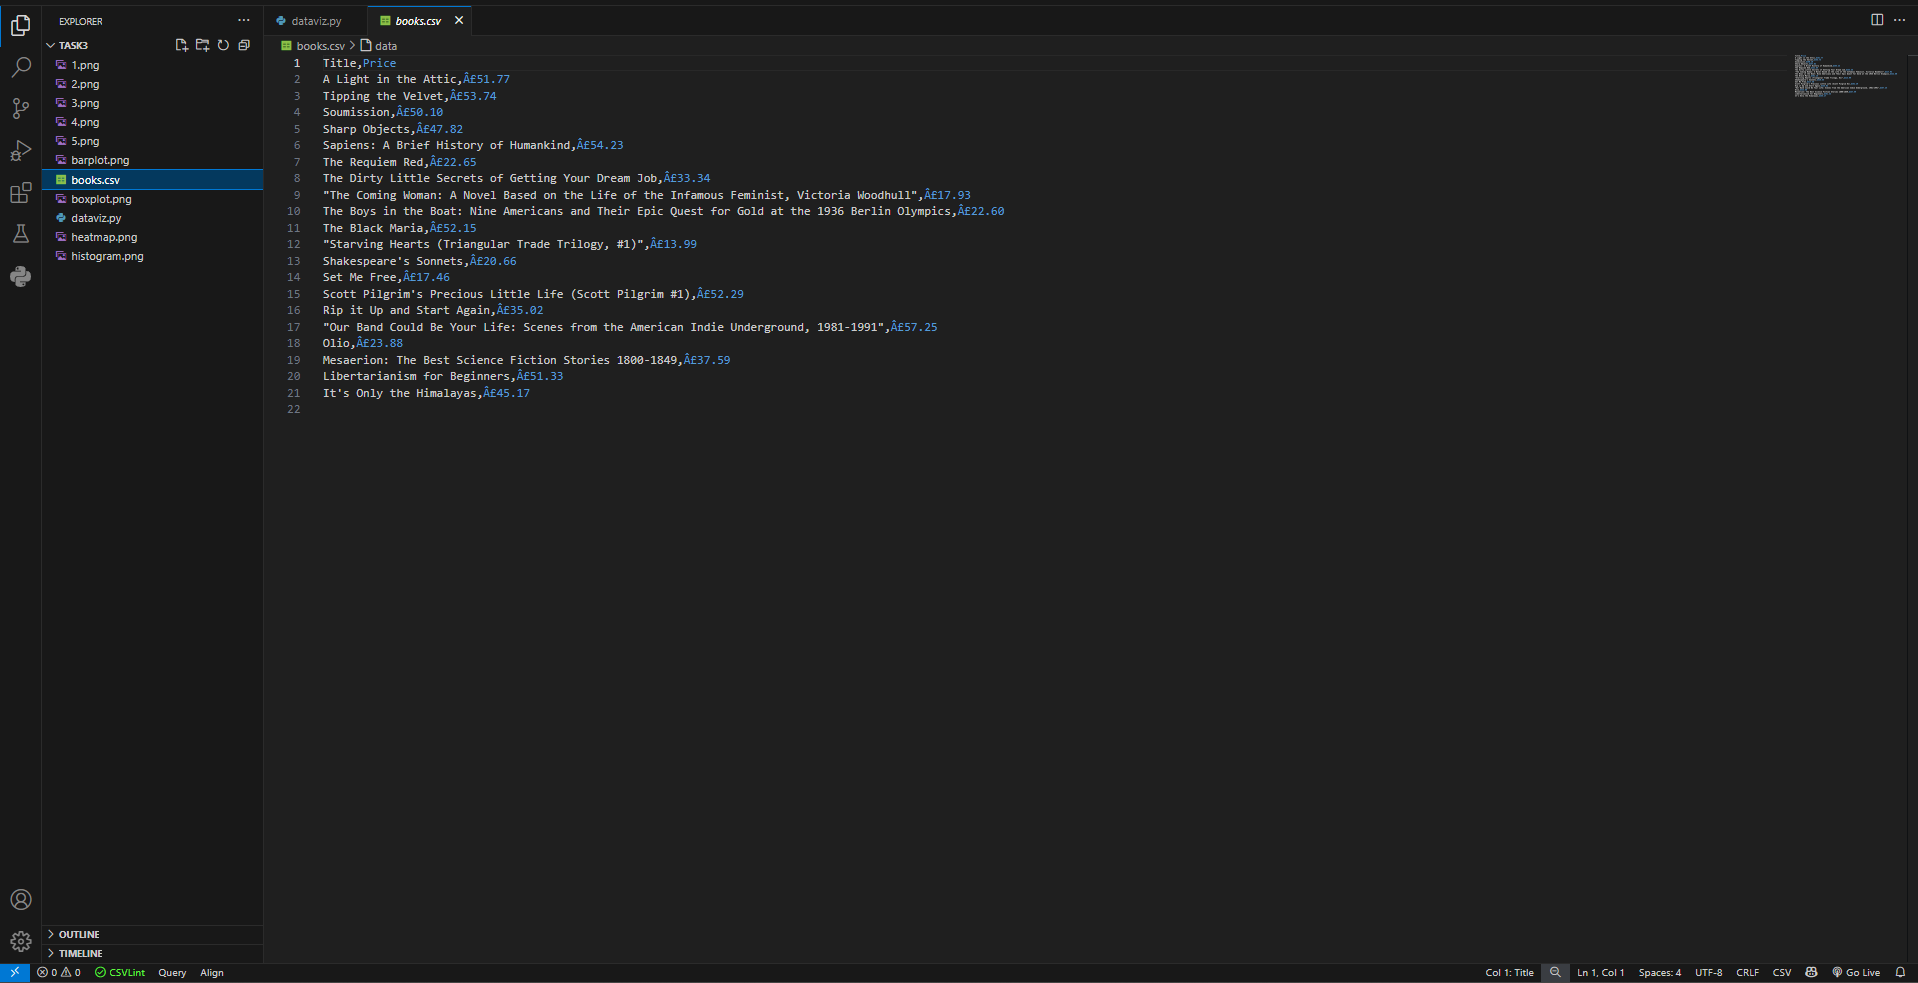 EXPLORER
TASK3
1.png
2.png
3.png
4.png
5.png
barplot.png
books.csv
boxplot.png
dataviz.py
heatmap.png
histogram.png
OUTLINE
TIMELINE
dataviz.py
books.csv
books.csv > data
1 Title,Price
2 A Light in the Attic,Â£51.77
3 Tipping the Velvet,Â£53.74
4 Soumission,Â£50.10
5 Sharp Objects,Â£47.82
6 Sapiens: A Brief History of Humankind,Â£54.23
7 The Requiem Red,Â£22.65
8 The Dirty Little Secrets of Getting Your Dream Job,Â£33.34
9 "The Coming Woman: A Novel Based on the Life of the Infamous Feminist, Victoria Woodhull",Â£17.93
10 The Boys in the Boat: Nine Americans and Their Epic Quest for Gold at the 1936 Berlin Olympics,Â£22.60
11 The Black Maria,Â£52.15
12 "Starving Hearts (Triangular Trade Trilogy, #1)",Â£13.99
13 Shakespeare's Sonnets,Â£20.66
14 Set Me Free,Â£17.46
15 Scott Pilgrim's Precious Little Life (Scott Pilgrim #1),Â£52.29
16 Rip it Up and Start Again,Â£35.02
17 "Our Band Could Be Your Life: Scenes from the American Indie Underground, 1981-1991",Â£57.25
18 Olio,Â£23.88
19 Mesaerion: The Best Science Fiction Stories 1800-1849,Â£37.59
20 Libertarianism for Beginners,Â£51.33
21 It's Only the Himalayas,Â£45.17
22
0 0 CSVLint Query Align
Col 1: Title Ln 1, Col 1 Spaces: 4 UTF-8 CRLF CSV Go Live